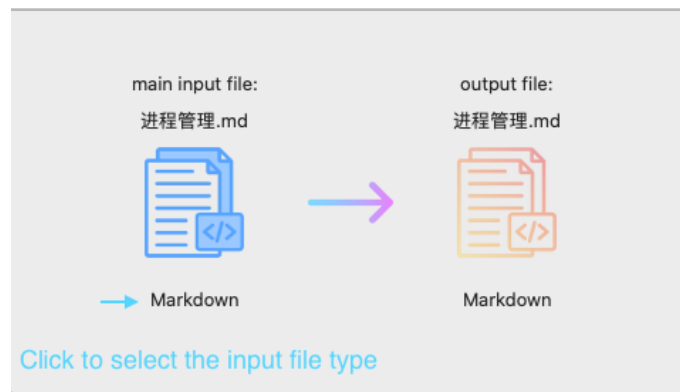 main input file:
output file:
进程管理.md
进程管理.md
</>
</>
Markdown
Markdown
Click to select the input file type